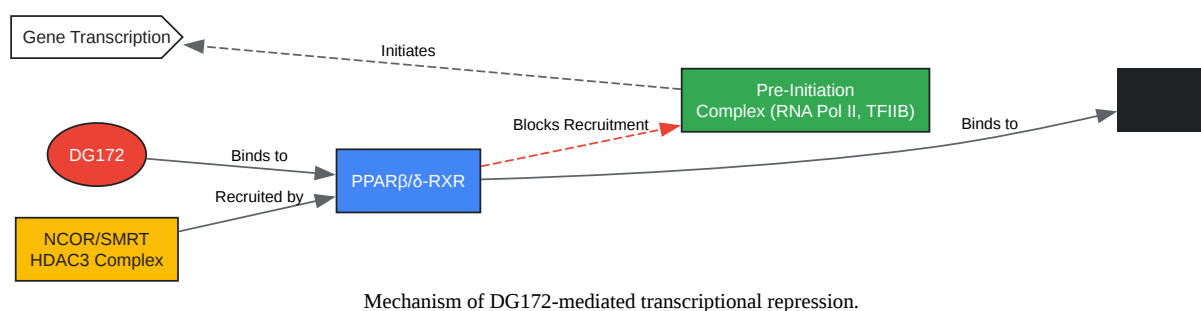 Gene Transcription
Initiates
Pre-Initiation
Complex (RNA Pol II, TFIIB)
Blocks Recruitment
Binds to
DG172
Binds to
PPARβ/δ-RXR
Recruited by
NCOR/SMRT
HDAC3 Complex
Mechanism of DG172-mediated transcriptional repression.